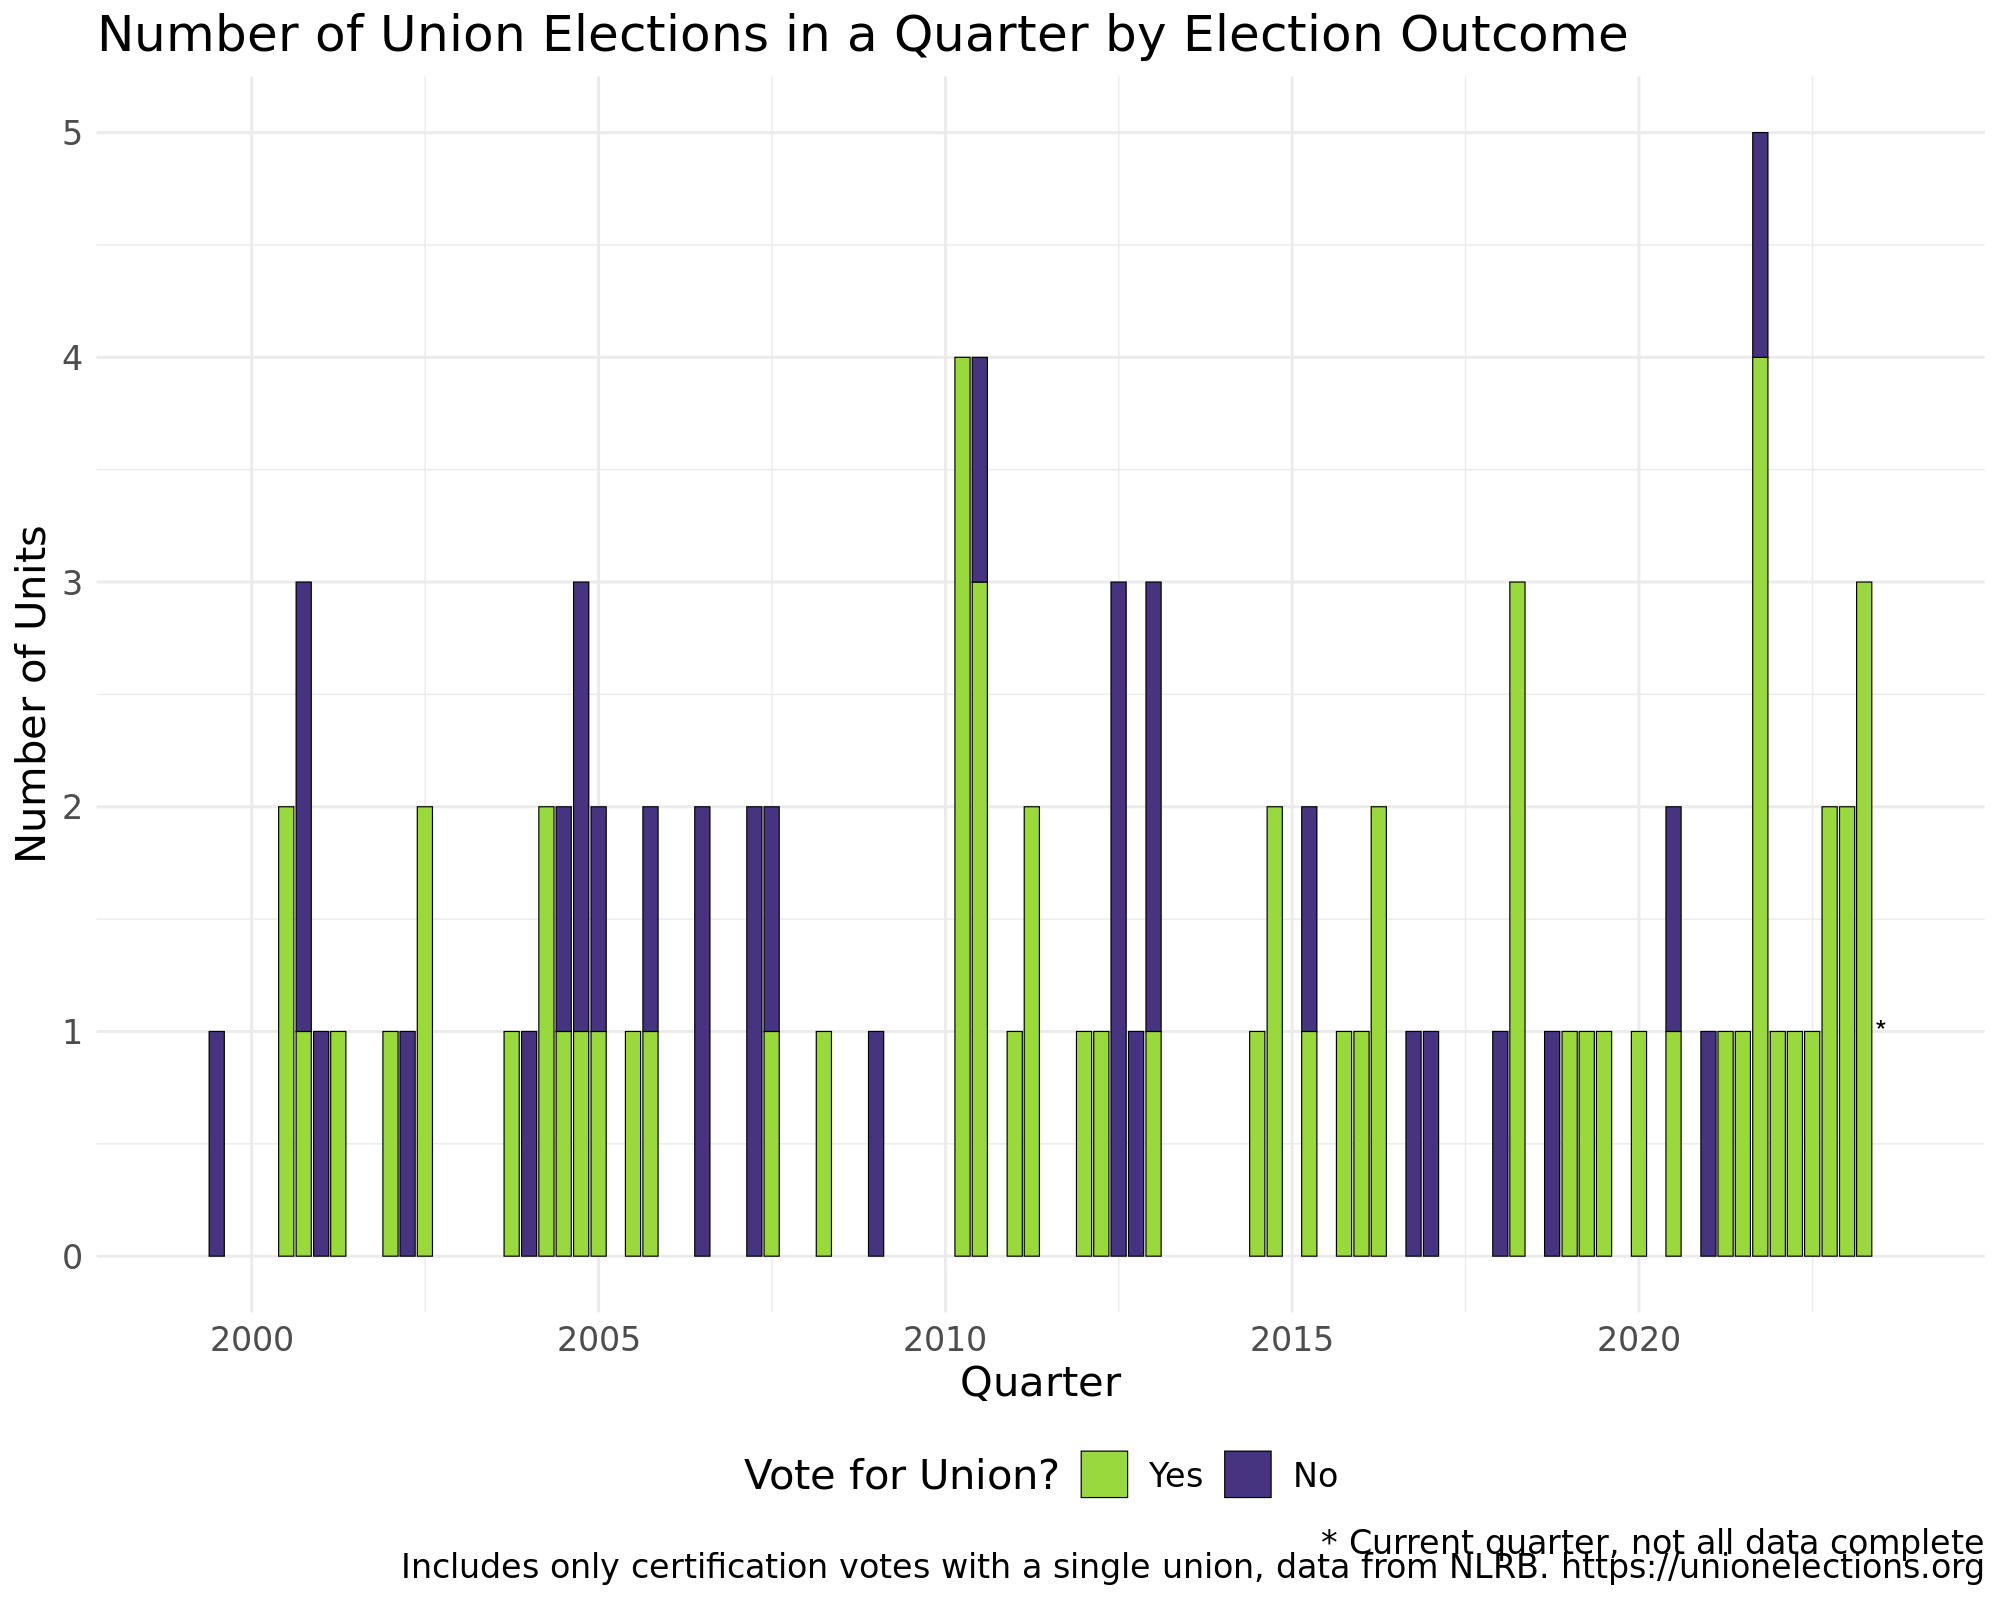 Number of Union Elections in a Quarter by Election Outcome
Number of Units
5
4
3
2
1
0
*
2000 2005 2010 2015 2020
Quarter
Vote for Union? Yes No
* Current quarter, not all data complete
Includes only certification votes with a single union, data from NLRB. https://unionelections.org